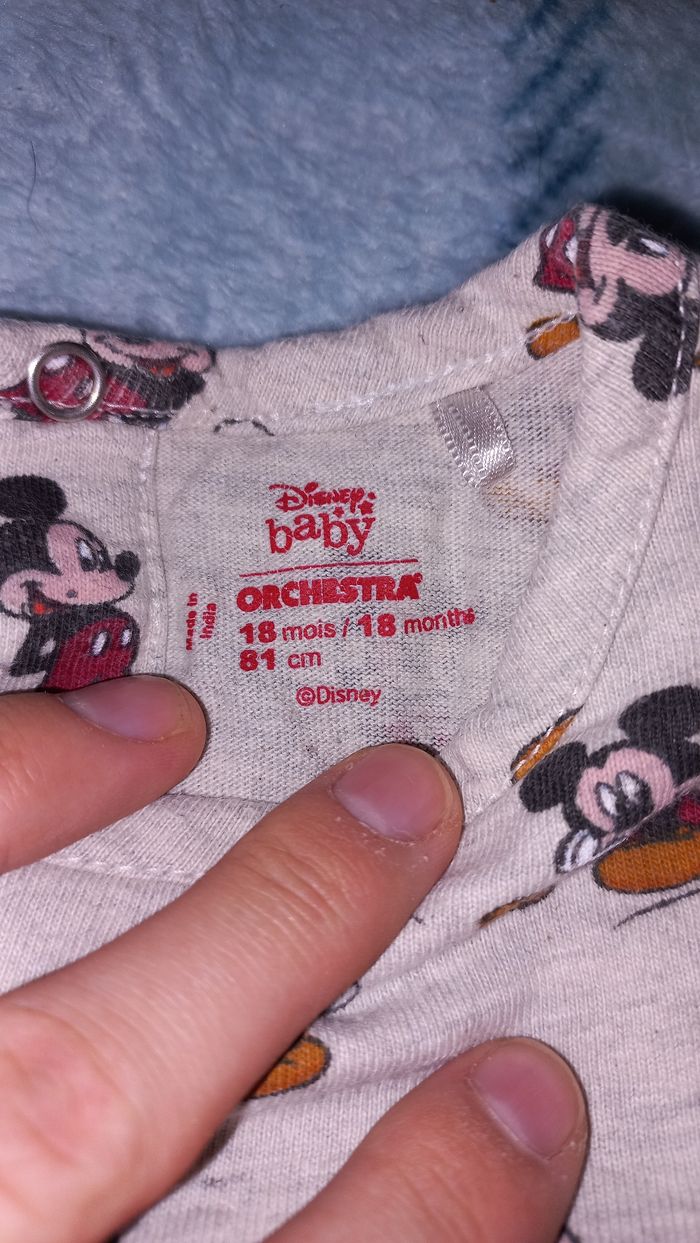 Disney
baby
ORCHESTRA
Made in
India
18 mois / 18 months
81 cm
©Disney